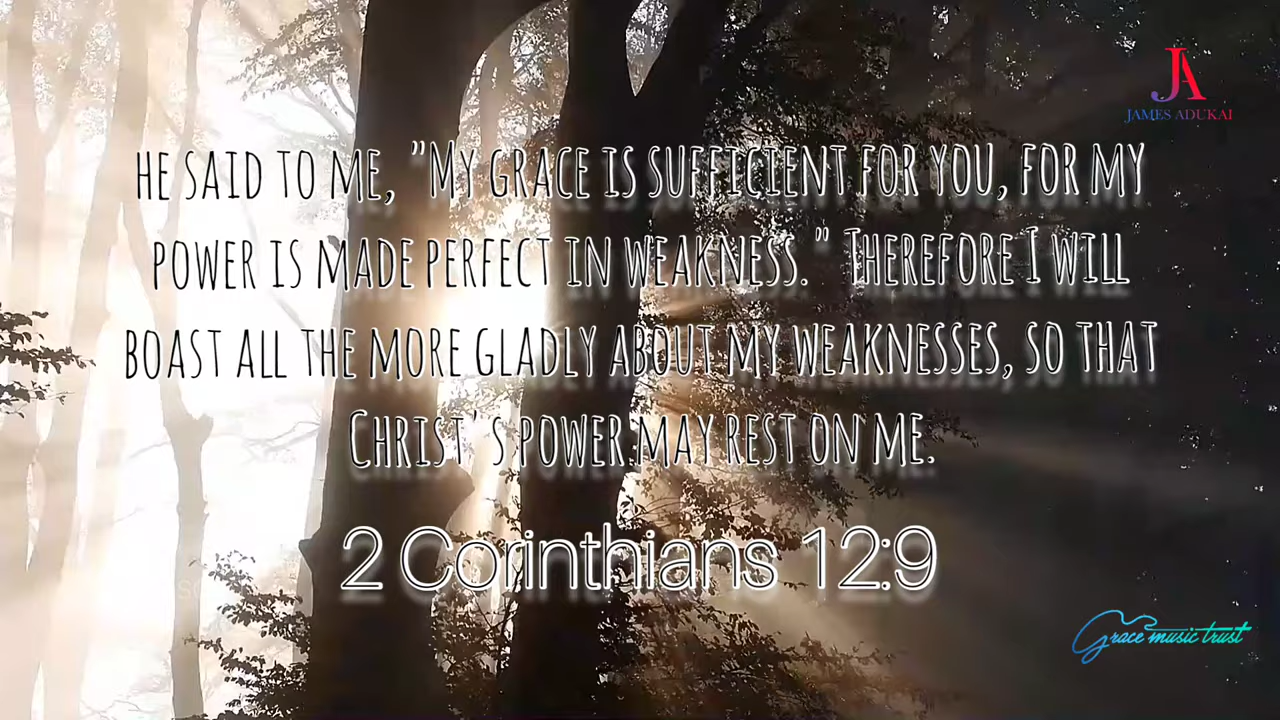 JA
JAMES ADUKAI
HE SAID TO ME, "MY GRACE IS SUFFICIENT FOR YOU, FOR MY
POWER IS MADE PERFECT IN WEAKNESS." THEREFORE I WILL
BOAST ALL THE MORE GLADLY ABOUT MY WEAKNESSES, SO THAT
CHRIST'S POWER MAY REST ON ME.
2 Corinthians 12:9
Grace music trust